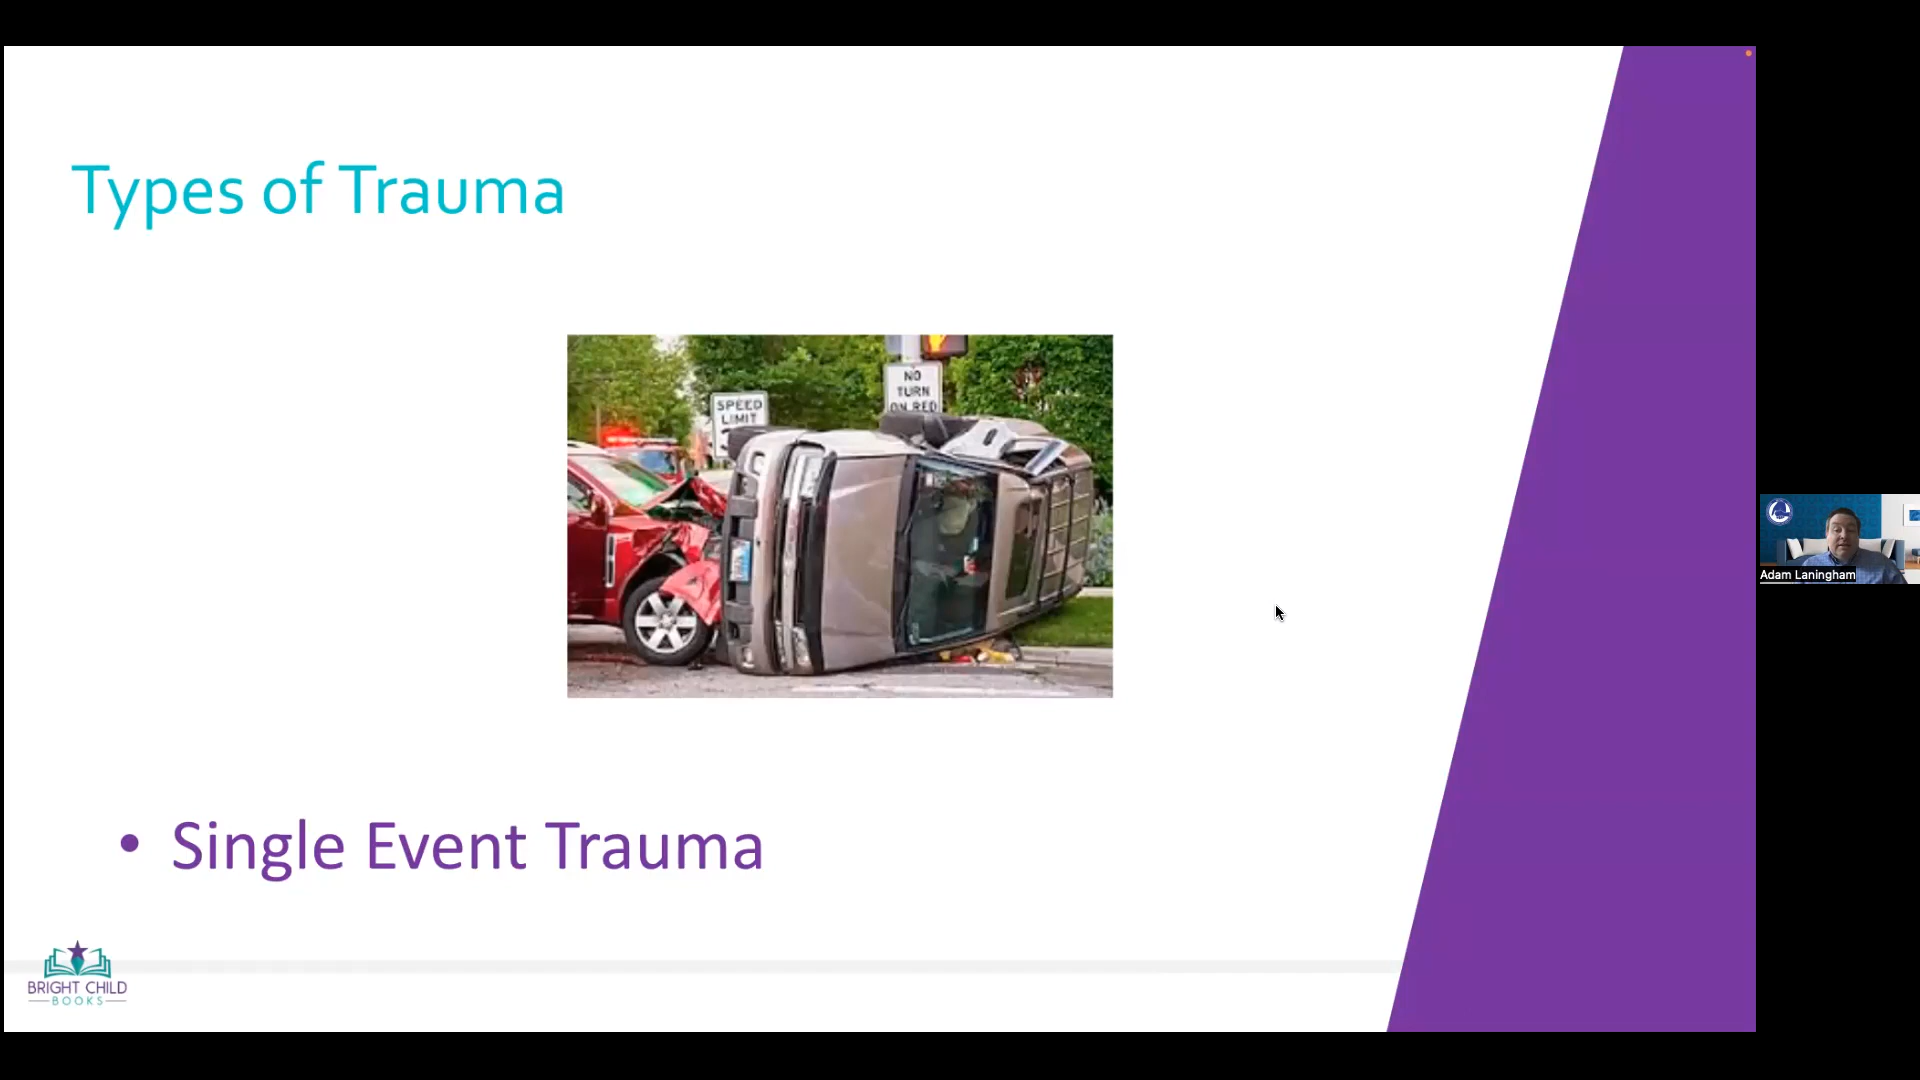 Types of Trauma
SPEED
LIMIT
NO
TURN
ON RED
• Single Event Trauma
BRIGHT CHILD
BOOKS
Adam Laningham